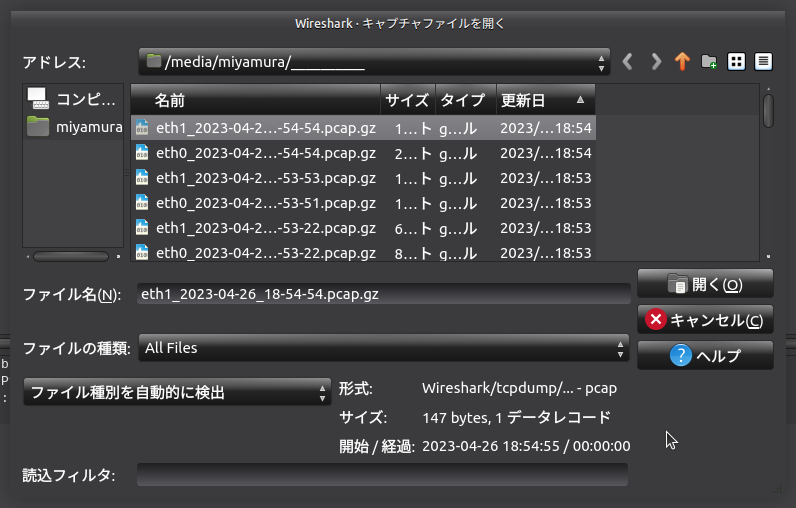 Wireshark · キャプチャファイルを開く
アドレス: /media/miyamura/__________
コンピ… 名前 サイズ タイプ 更新日
miyamura
eth1_2023-04-2…-54-54.pcap.gz 1…ト g…ル 2023/…18:54
eth0_2023-04-2…-54-54.pcap.gz 2…ト g…ル 2023/…18:54
eth1_2023-04-2…-53-53.pcap.gz 1…ト g…ル 2023/…18:53
eth0_2023-04-2…-53-51.pcap.gz 1…ト g…ル 2023/…18:53
eth1_2023-04-2…-53-22.pcap.gz 6…ト g…ル 2023/…18:53
eth0_2023-04-2…-53-22.pcap.gz 8…ト g…ル 2023/…18:53
ファイル名(N): eth1_2023-04-26_18-54-54.pcap.gz 開く(O)
キャンセル(C)
ファイルの種類: All Files ヘルプ
ファイル種別を自動的に検出 形式: Wireshark/tcpdump/... - pcap
サイズ: 147 bytes, 1 データレコード
開始 / 経過: 2023-04-26 18:54:55 / 00:00:00
読込フィルタ: